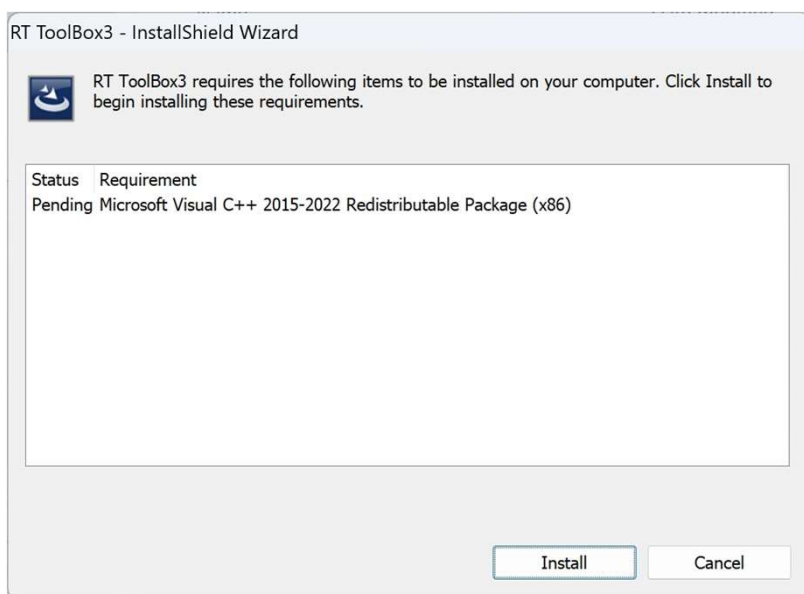 RT ToolBox3 - InstallShield Wizard
RT ToolBox3 requires the following items to be installed on your computer. Click Install to
begin installing these requirements.
Status Requirement
Pending Microsoft Visual C++ 2015-2022 Redistributable Package (x86)
Install Cancel